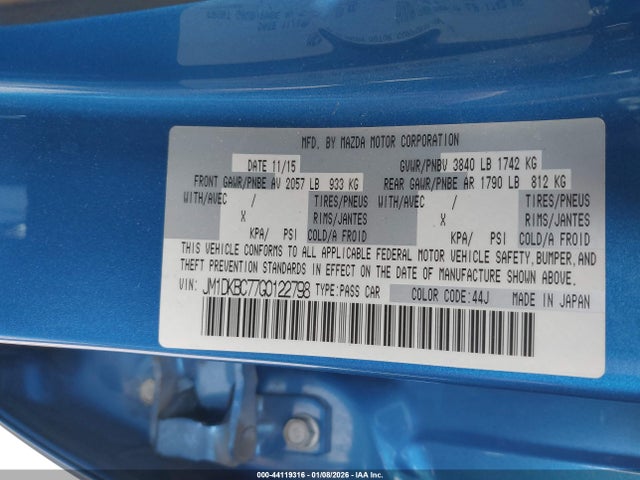 MFD. BY MAZDA MOTOR CORPORATION
DATE 11/15 GVWR/PNBV 3840 LB 1742 KG
FRONT GAWR/PNBE AV 2057 LB 933 KG REAR GAWR/PNBE AR 1790 LB 812 KG
WITH/AVEC / TIRES/PNEUS WITH/AVEC / TIRES/PNEUS
X RIMS/JANTES X RIMS/JANTES
KPA/ PSI COLD/A FROID KPA/ PSI COLD/A FROID
THIS VEHICLE CONFORMS TO ALL APPLICABLE FEDERAL MOTOR VEHICLE SAFETY, BUMPER, AND
THEFT PREVENTION STANDARDS IN EFFECT ON THE DATE OF MANUFACTURE SHOWN ABOVE.
VIN: JM1DKBC77G0122798 TYPE:PASS CAR COLOR CODE:44J MADE IN JAPAN
000-44119316 | 01/08/2026 | IAA Inc.